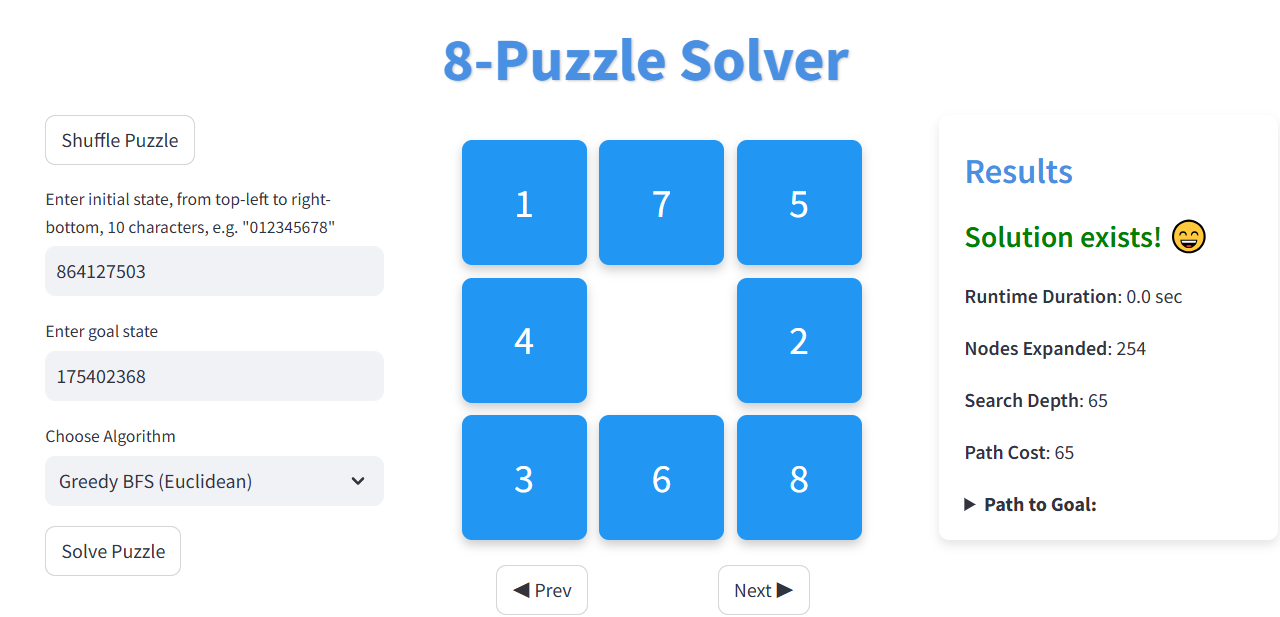 8-Puzzle Solver
Shuffle Puzzle
Enter initial state, from top-left to right-
bottom, 10 characters, e.g. "012345678"
864127503
Enter goal state
175402368
Choose Algorithm
Greedy BFS (Euclidean)
Solve Puzzle
1 7 5
4 2
3 6 8
◀ Prev
Next ▶
Results
Solution exists! 😄
Runtime Duration: 0.0 sec
Nodes Expanded: 254
Search Depth: 65
Path Cost: 65
▶ Path to Goal: